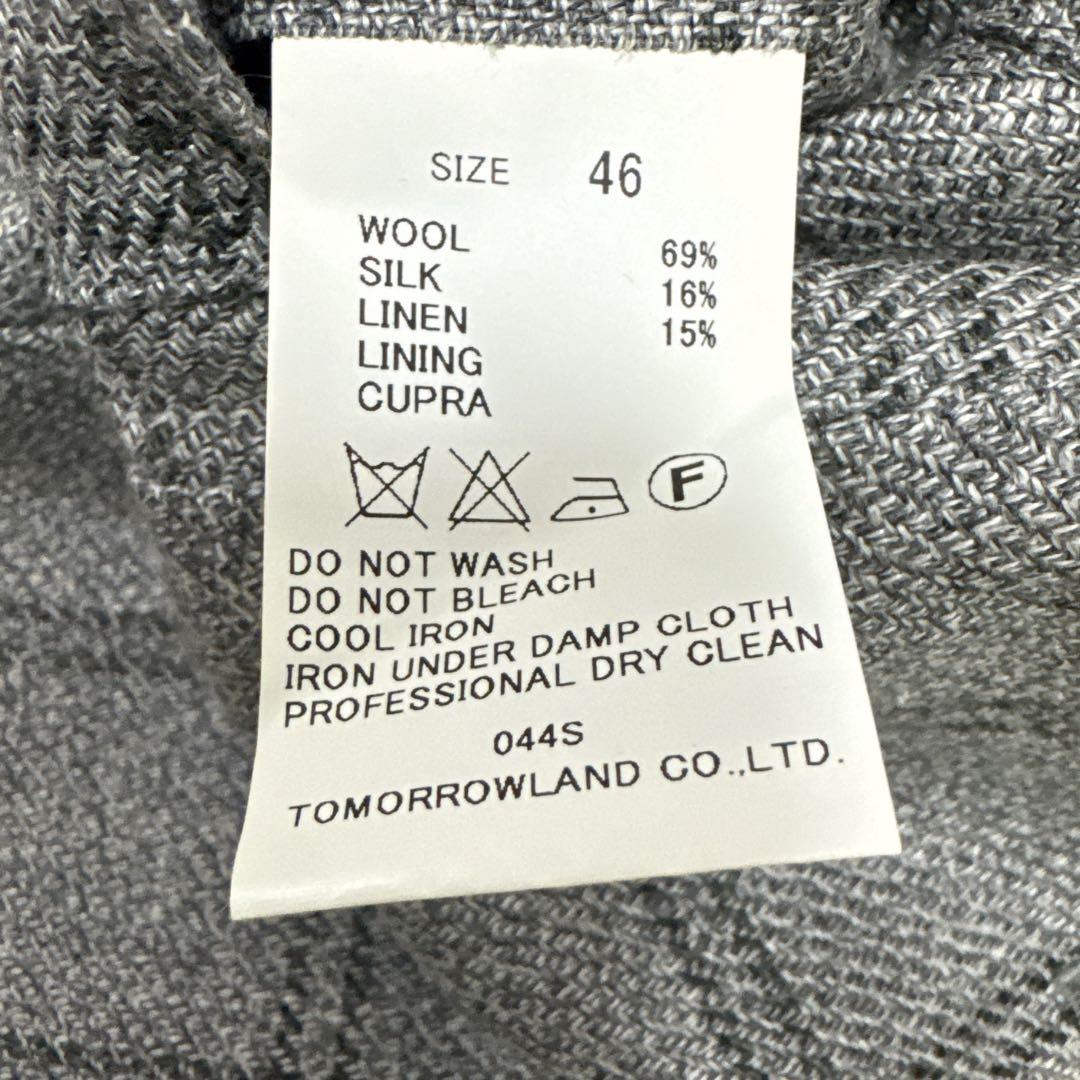 SIZE 46
WOOL 69%
SILK 16%
LINEN 15%
LINING
CUPRA
F
DO NOT WASH
DO NOT BLEACH
COOL IRON
IRON UNDER DAMP CLOTH
PROFESSIONAL DRY CLEAN
044S
TOMORROWLAND CO.,LTD.